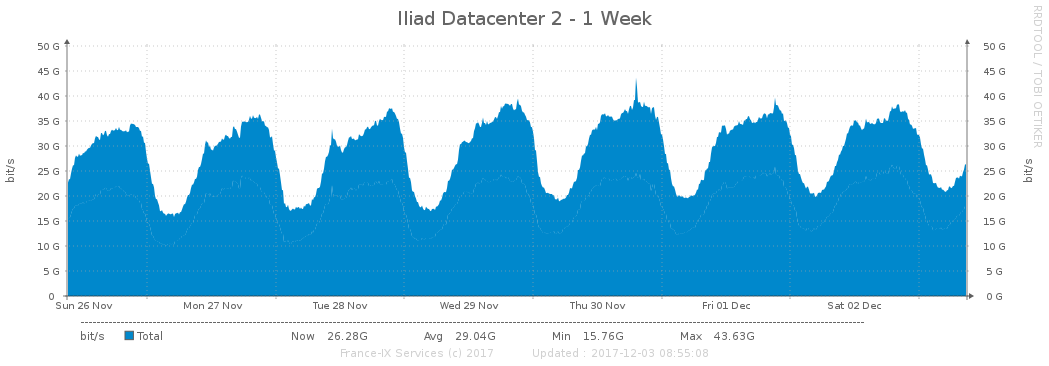 Iliad Datacenter 2 - 1 Week
RRDTOOL / TOBI OETIKER
bit/s
50 G 50 G
45 G 45 G
40 G 40 G
35 G 35 G
30 G 30 G
25 G 25 G
20 G 20 G
15 G 15 G
10 G 10 G
5 G 5 G
0 0 G
bit/s
Sun 26 Nov Mon 27 Nov Tue 28 Nov Wed 29 Nov Thu 30 Nov Fri 01 Dec Sat 02 Dec
bit/s Total Now 26.28G Avg 29.04G Min 15.76G Max 43.63G
France-IX Services (c) 2017 Updated : 2017-12-03 08:55:08